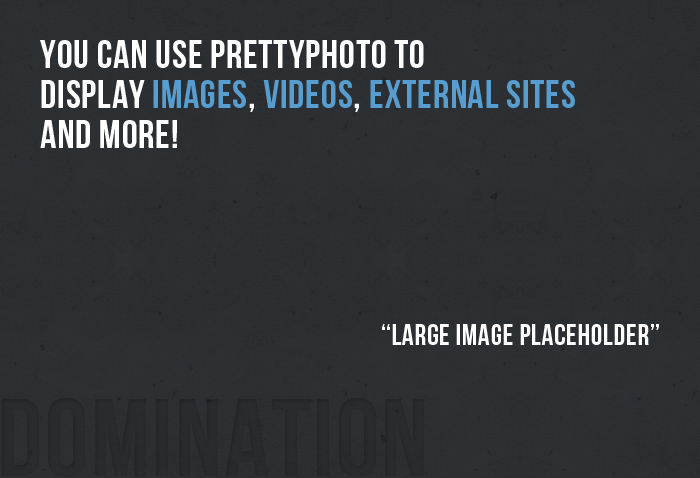 YOU CAN USE PRETTYPHOTO TO
DISPLAY IMAGES, VIDEOS, EXTERNAL SITES
AND MORE!
“LARGE IMAGE PLACEHOLDER”
DOMINATION